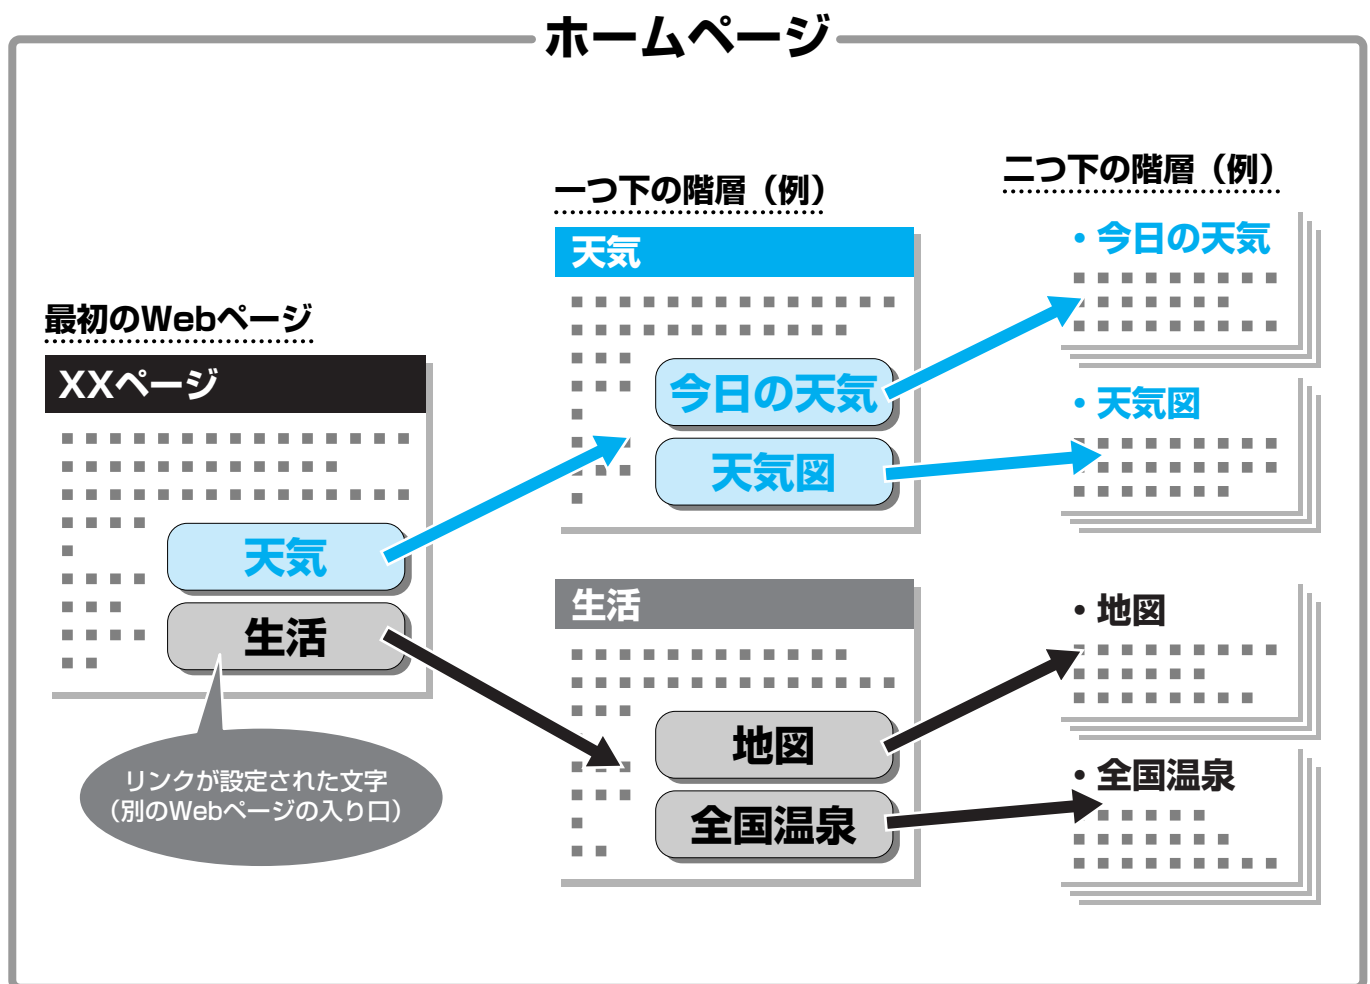 ホームページ
最初のWebページ
XXページ
天気
生活
リンクが設定された文字
（別のWebページの入り口）
一つ下の階層（例）
天気
今日の天気
天気図
生活
地図
全国温泉
二つ下の階層（例）
・今日の天気
・天気図
・地図
・全国温泉